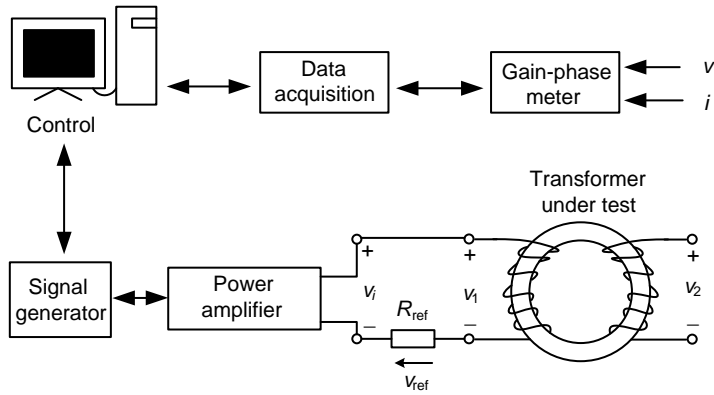 Data
acquisition
Gain-phase
meter
v
i
Control
Transformer
under test
Signal
generator
Power
amplifier
+
−
vi
Rref
vref
+
−
v1
+
−
v2